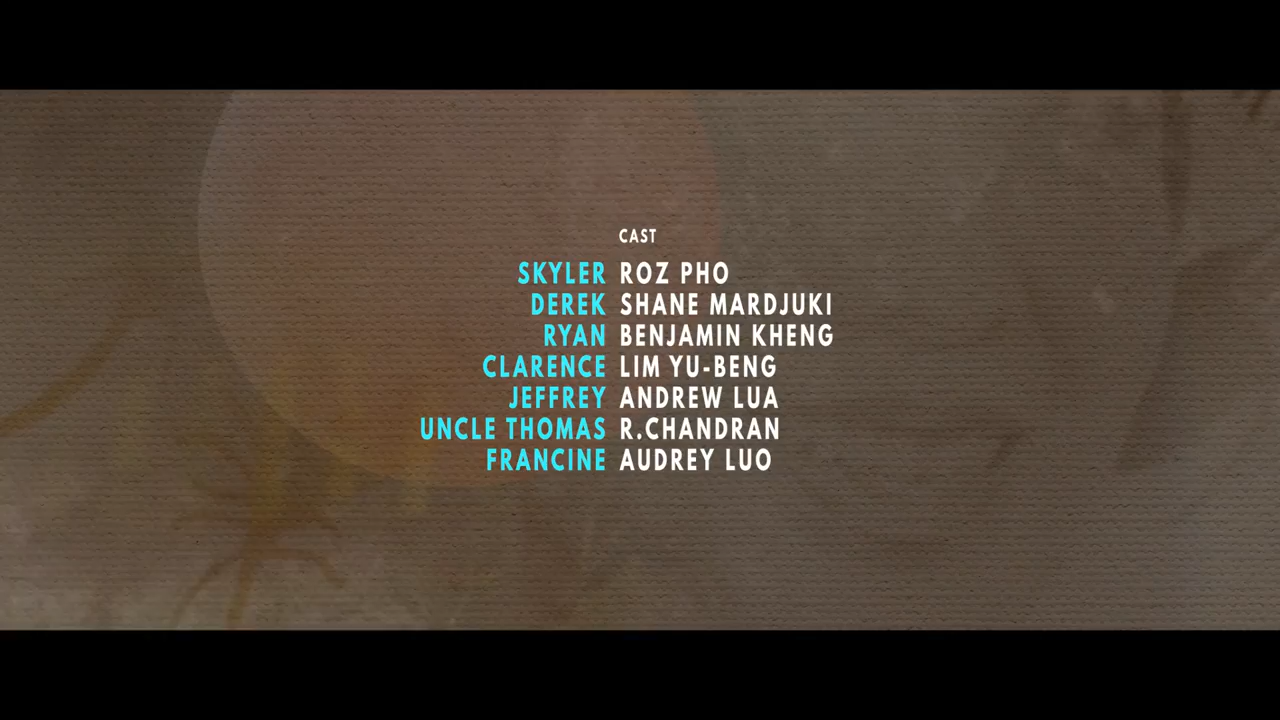 CAST
SKYLER ROZ PHO
DEREK SHANE MARDJUKI
RYAN BENJAMIN KHENG
CLARENCE LIM YU-BENG
JEFFREY ANDREW LUA
UNCLE THOMAS R.CHANDRAN
FRANCINE AUDREY LUO